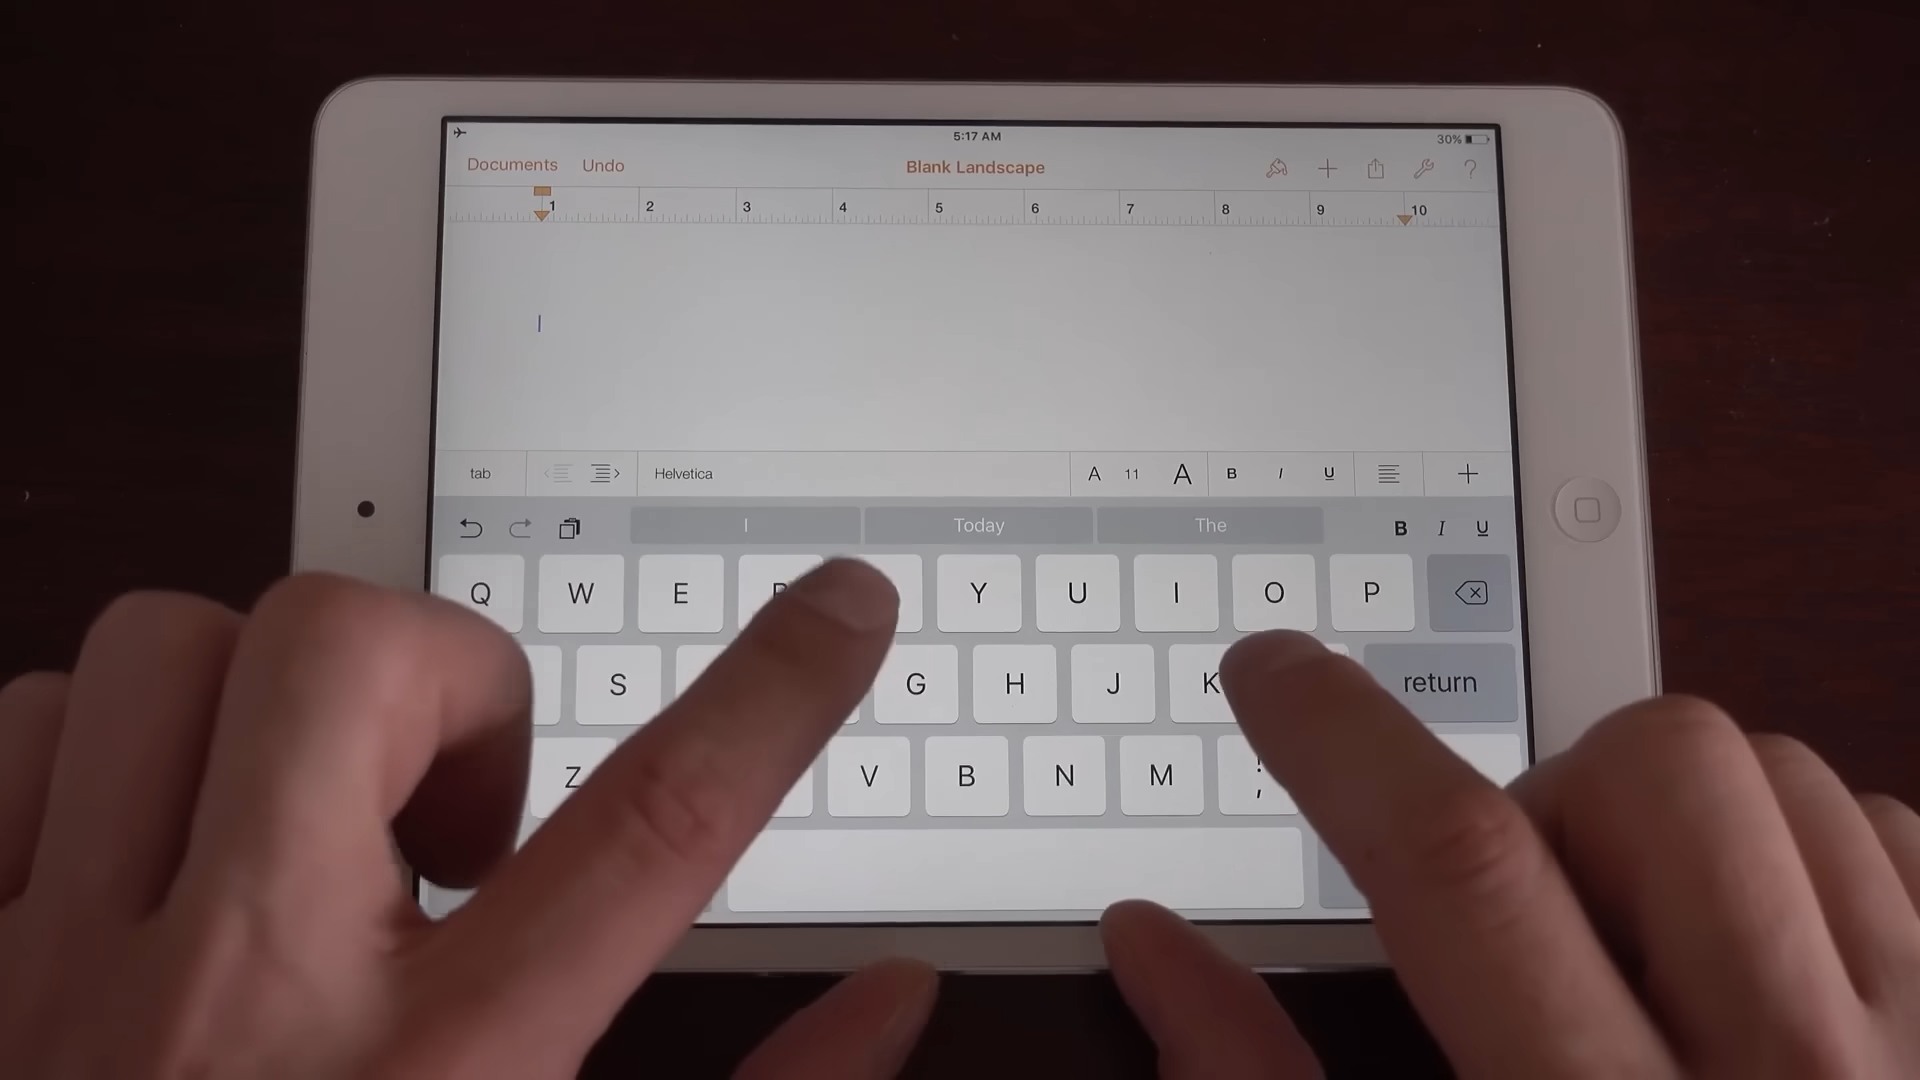 5:17 AM 30%
Documents Undo Blank Landscape ?
1 2 3 4 5 6 7 8 9 10
tab Helvetica A 11 A B I U
I Today The B I U
Q W E Y U I O P
S G H J K return
Z V B N M ! ,